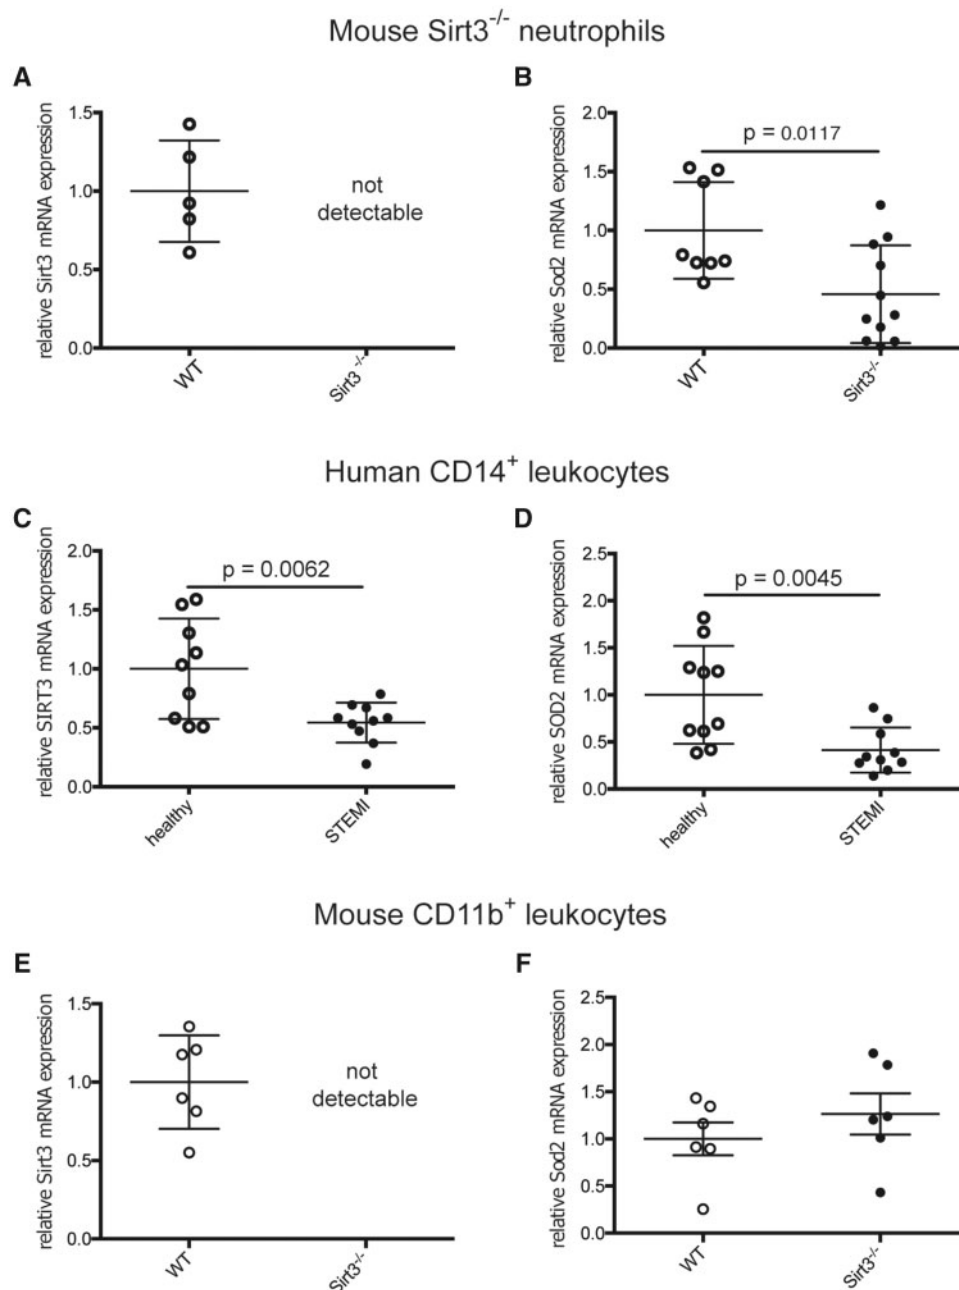 Mouse Sirt3-/- neutrophils
A
B
relative Sirt3 mRNA expression
1.5
1.0
0.5
0.0
not
detectable
WT
Sirt3-/-
relative Sod2 mRNA expression
2.0
1.5
1.0
0.5
0.0
p = 0.0117
WT
Sirt3-/-
Human CD14+ leukocytes
C
D
relative SIRT3 mRNA expression
2.0
1.5
1.0
0.5
0.0
p = 0.0062
healthy
STEMI
relative SOD2 mRNA expression
2.5
2.0
1.5
1.0
0.5
0.0
p = 0.0045
healthy
STEMI
Mouse CD11b+ leukocytes
E
F
relative Sirt3 mRNA expression
1.5
1.0
0.5
0.0
not
detectable
WT
Sirt3-/-
relative Sod2 mRNA expression
2.5
2.0
1.5
1.0
0.5
0.0
WT
Sirt3-/-